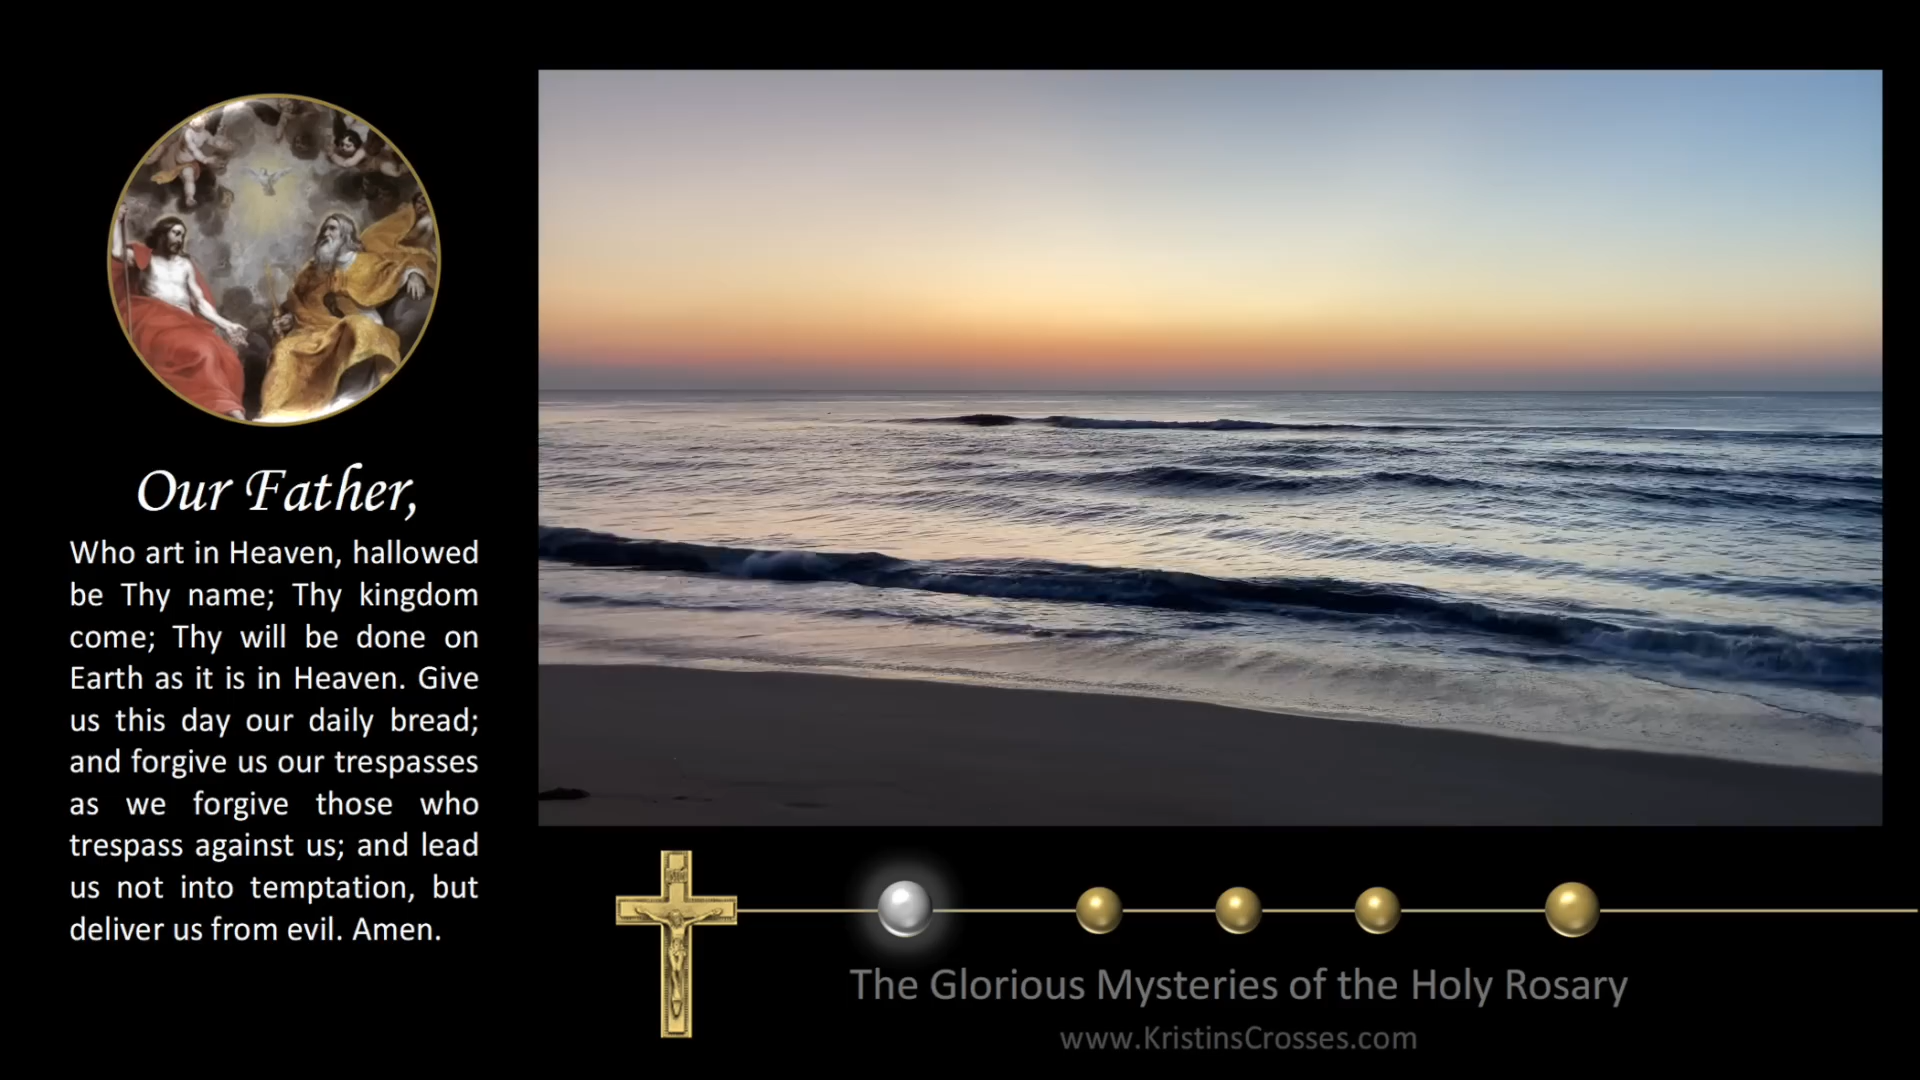 Our Father,
Who art in Heaven, hallowed
be Thy name; Thy kingdom
come; Thy will be done on
Earth as it is in Heaven. Give
us this day our daily bread;
and forgive us our trespasses
as we forgive those who
trespass against us; and lead
us not into temptation, but
deliver us from evil. Amen.
INRI
The Glorious Mysteries of the Holy Rosary
www.KristinsCrosses.com